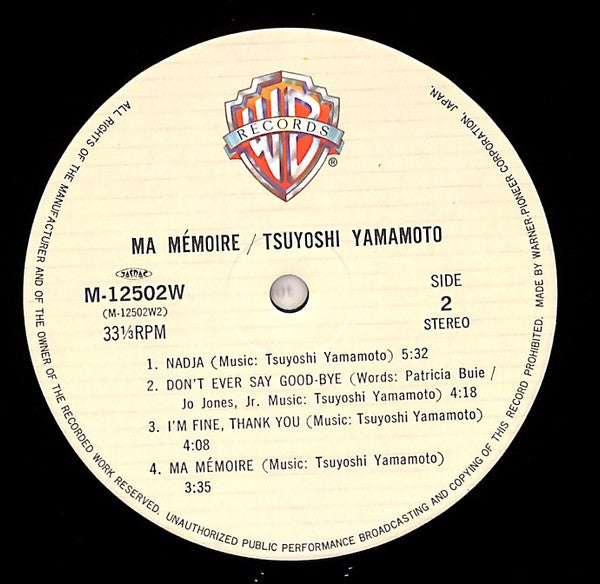 WB
RECORDS
®
MA MÉMOIRE / TSUYOSHI YAMAMOTO
JASRAC
M-12502W
(M-12502W2)
33⅓RPM
SIDE
2
STEREO
1. NADJA (Music: Tsuyoshi Yamamoto) 5:32
2. DON'T EVER SAY GOOD-BYE (Words: Patricia Buie /
Jo Jones, Jr. Music: Tsuyoshi Yamamoto) 4:18
3. I'M FINE, THANK YOU (Music: Tsuyoshi Yamamoto)
4:08
4. MA MÉMOIRE (Music: Tsuyoshi Yamamoto)
3:35
ALL RIGHTS OF THE MANUFACTURER AND OF THE OWNER OF THE RECORDED WORK RESERVED. UNAUTHORIZED PUBLIC PERFORMANCE BROADCASTING AND COPYING OF THIS RECORD PROHIBITED. MADE BY WARNER-PIONEER CORPORATION, JAPAN.